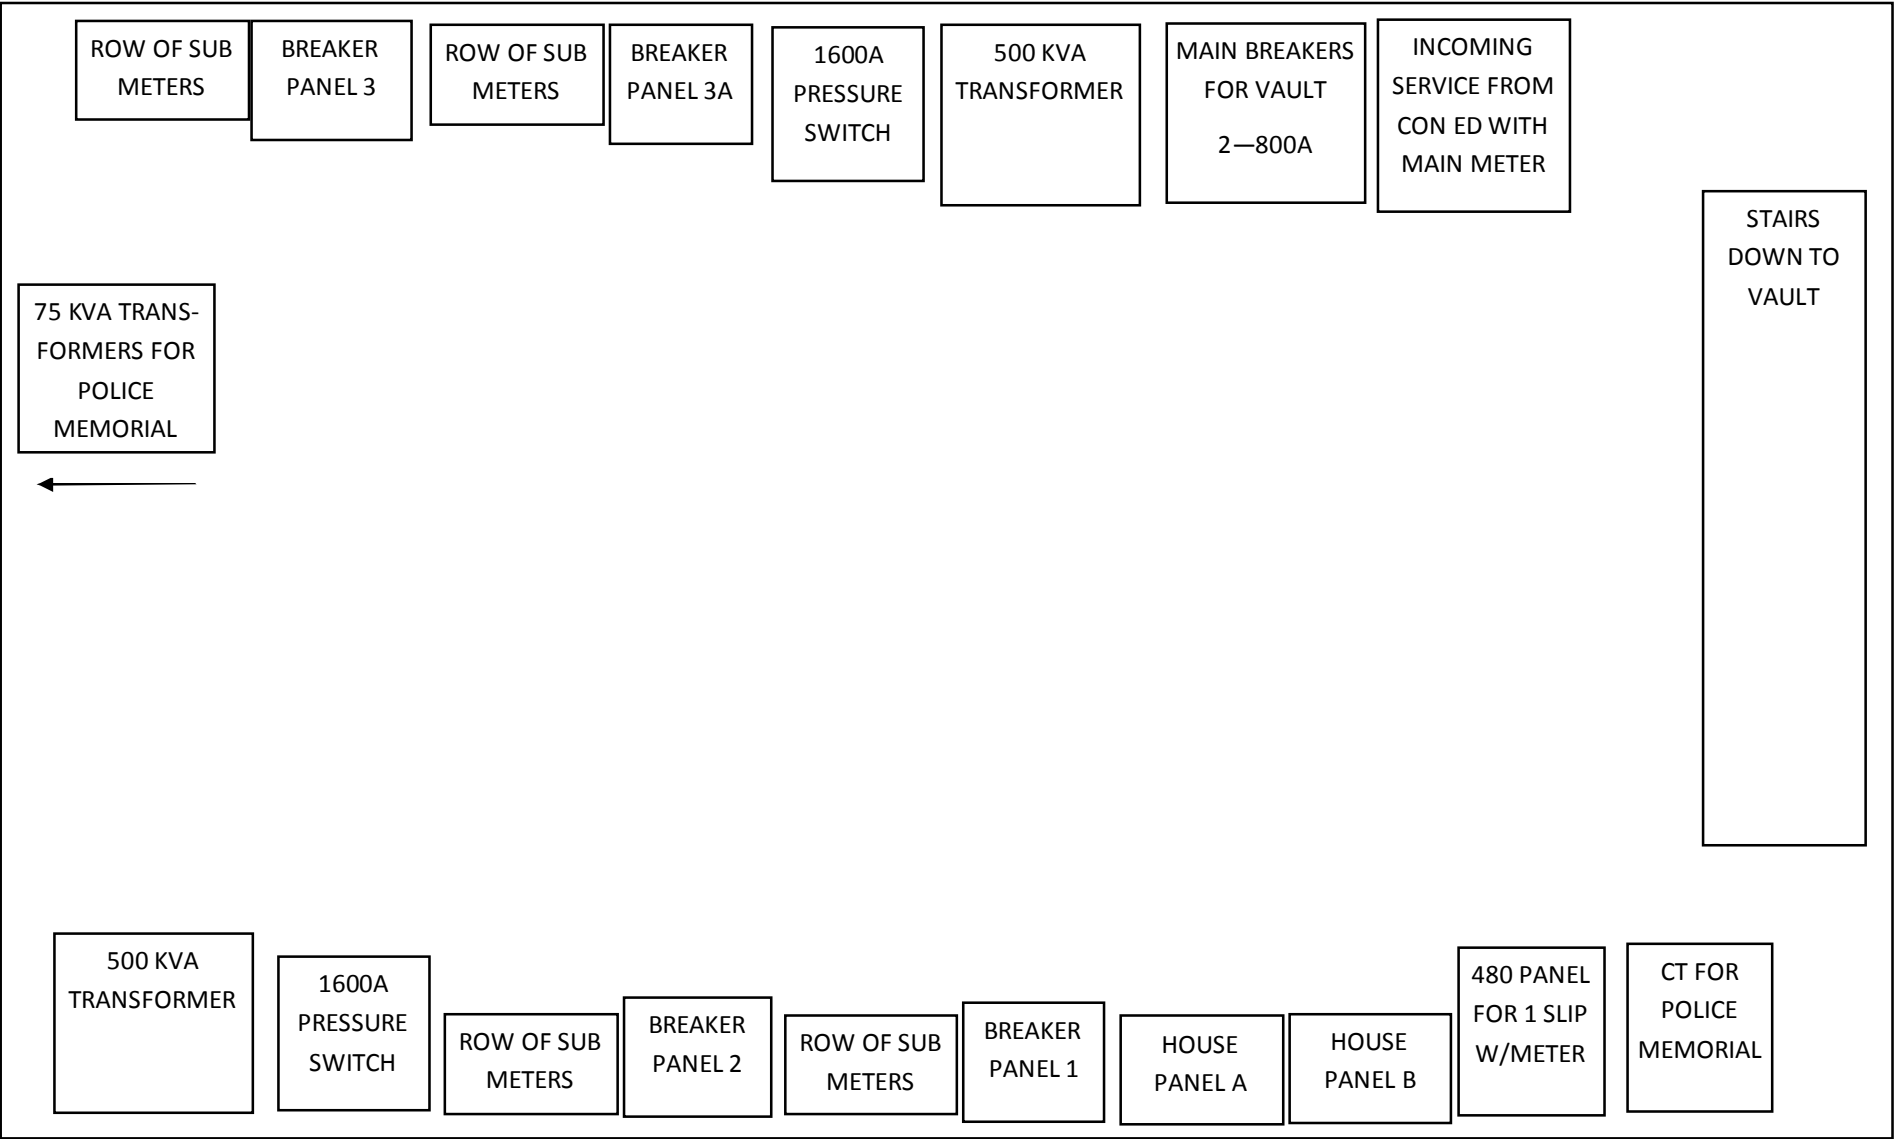 ROW OF SUB
METERS
BREAKER
PANEL 3
ROW OF SUB
METERS
BREAKER
PANEL 3A
1600A
PRESSURE
SWITCH
500 KVA
TRANSFORMER
MAIN BREAKERS
FOR VAULT
2—800A
INCOMING
SERVICE FROM
CON ED WITH
MAIN METER
STAIRS
DOWN TO
VAULT
75 KVA TRANS-
FORMERS FOR
POLICE
MEMORIAL
500 KVA
TRANSFORMER
1600A
PRESSURE
SWITCH
ROW OF SUB
METERS
BREAKER
PANEL 2
ROW OF SUB
METERS
BREAKER
PANEL 1
HOUSE
PANEL A
HOUSE
PANEL B
480 PANEL
FOR 1 SLIP
W/METER
CT FOR
POLICE
MEMORIAL